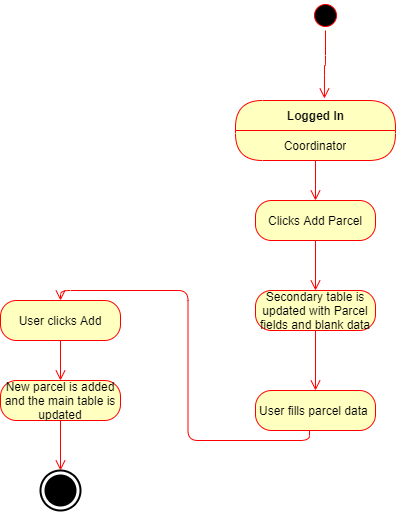 Logged In
Coordinator
Clicks Add Parcel
Secondary table is
updated with Parcel
fields and blank data
User fills parcel data
User clicks Add
New parcel is added
and the main table is
updated